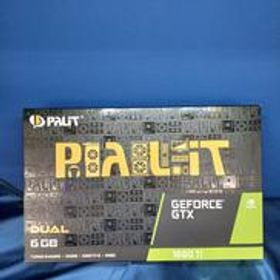 PALIT
PALIT
GEFORCE
GTX
DUAL
6GB
1660 Ti